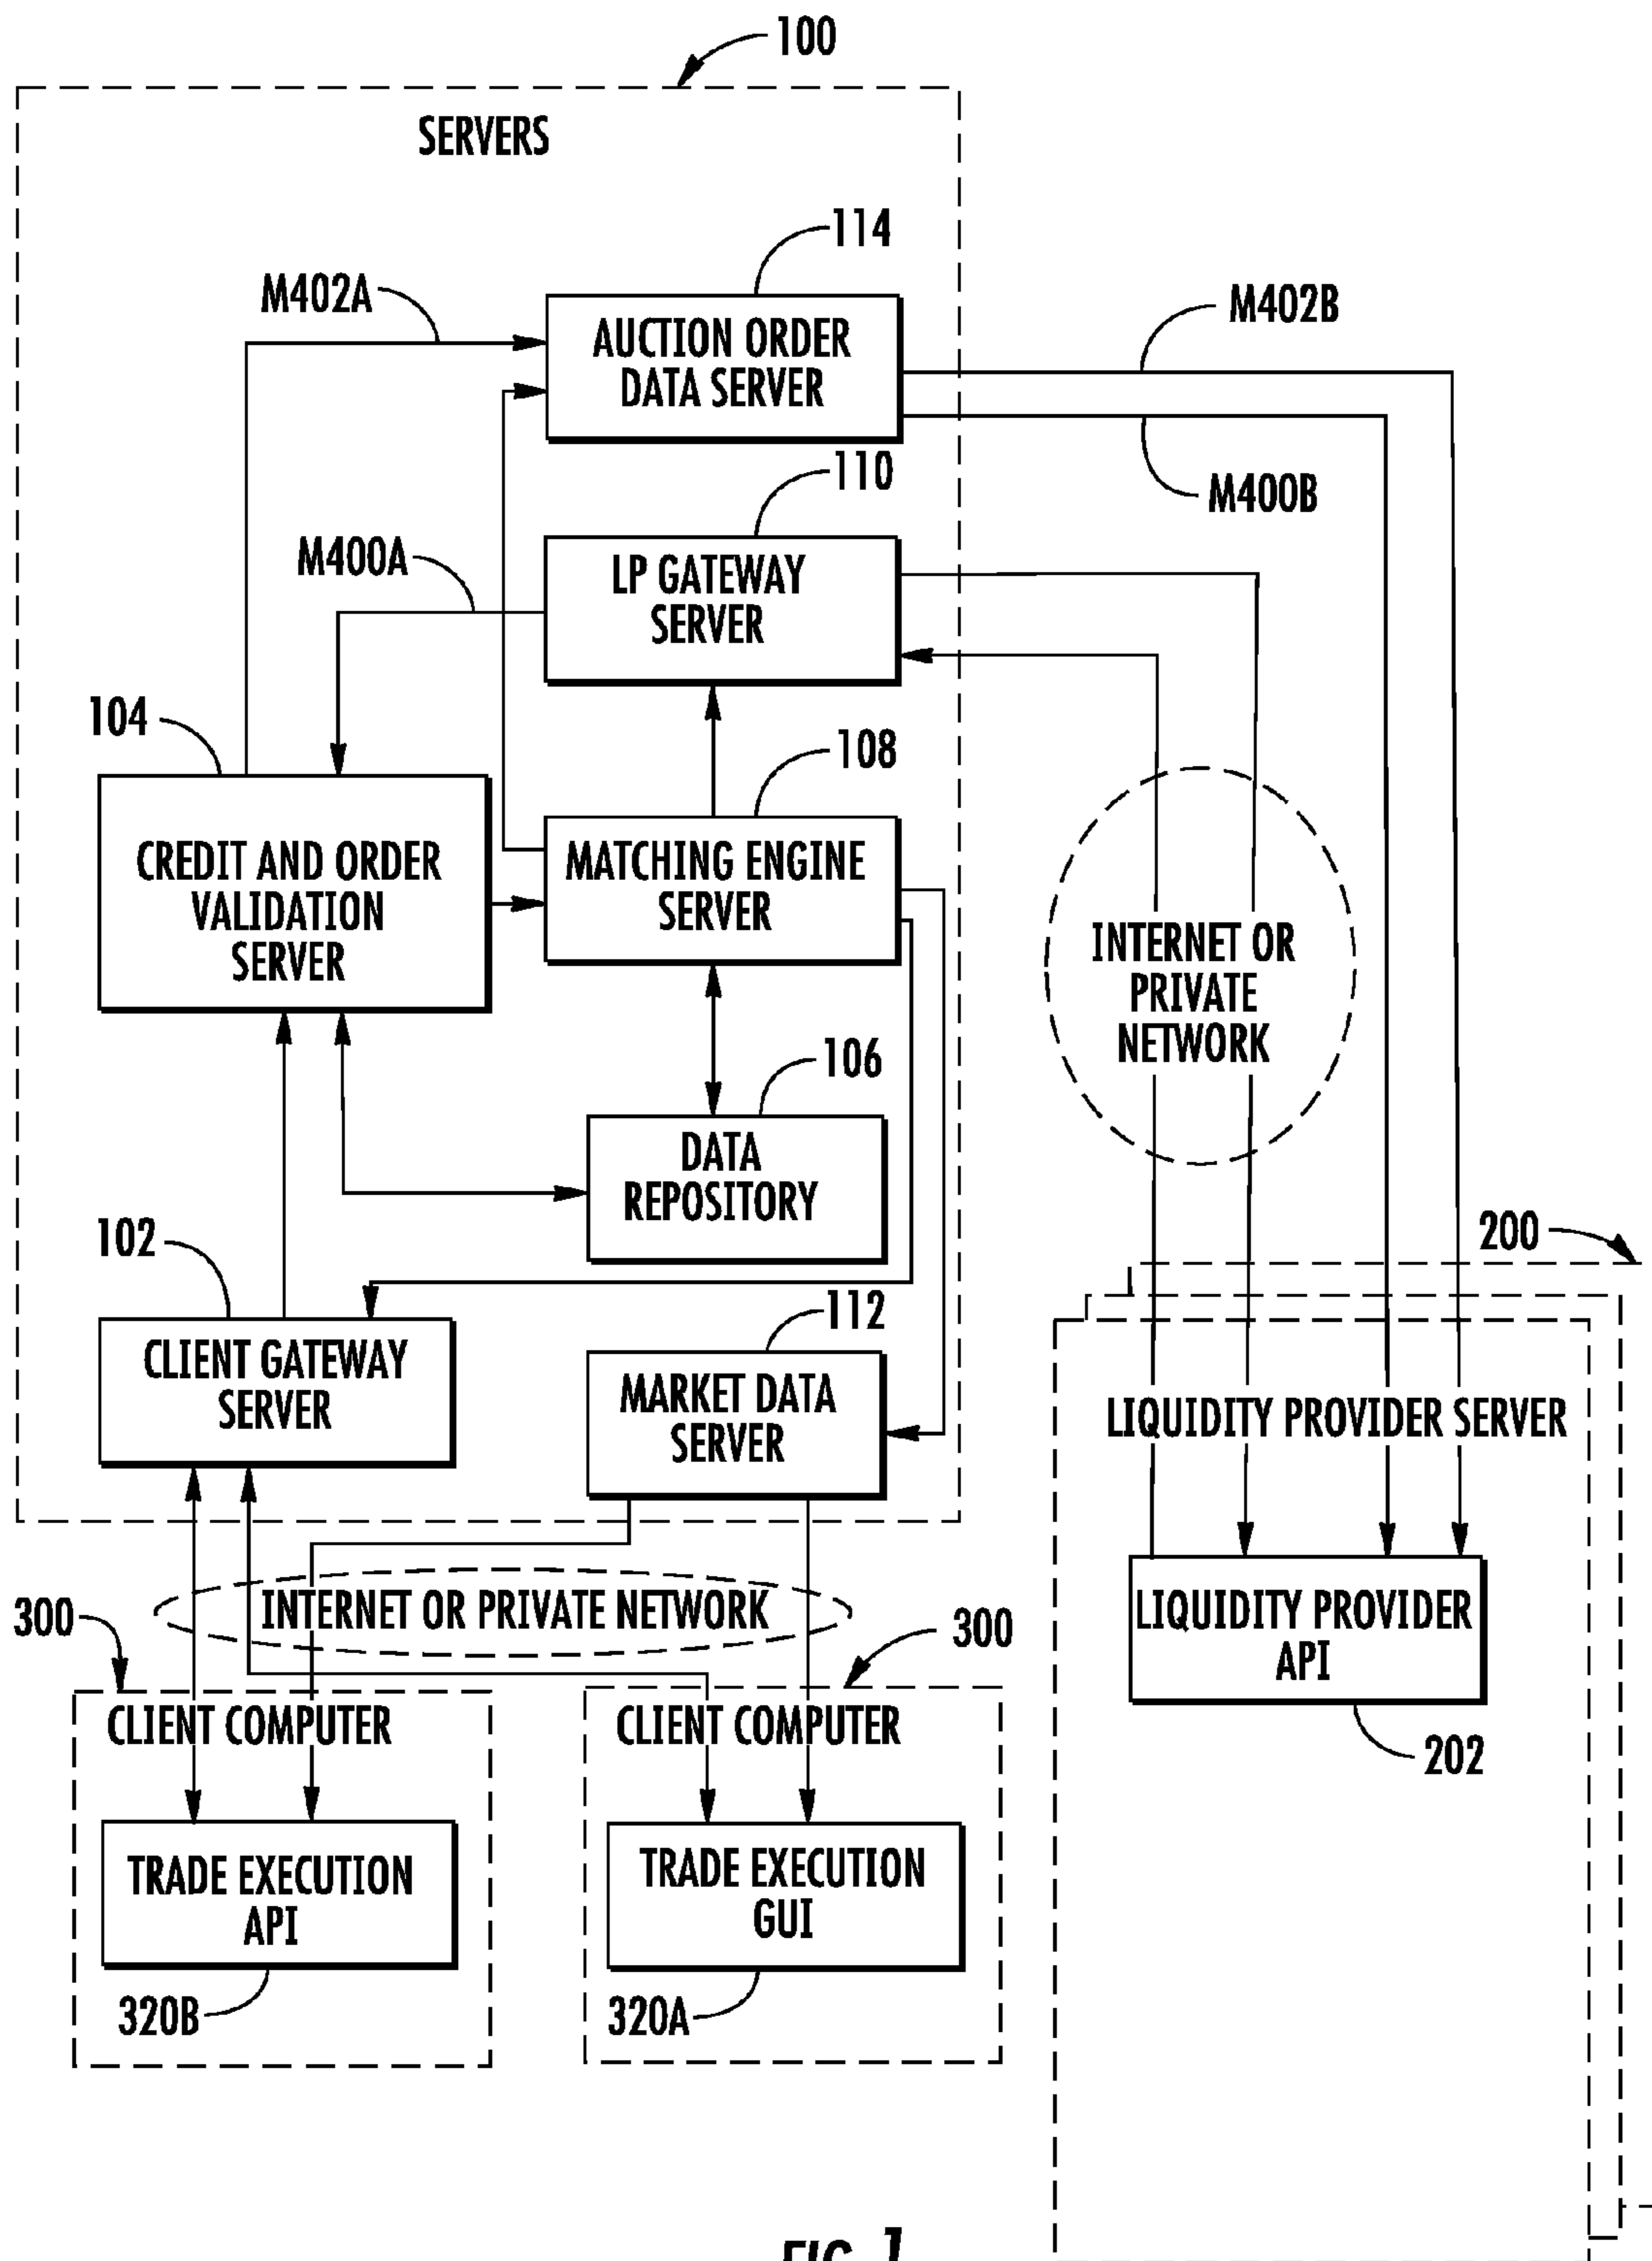 100
SERVERS
114
M402A
AUCTION ORDER
DATA SERVER
M402B
M400B
110
M400A
LP GATEWAY
SERVER
104
108
CREDIT AND ORDER
VALIDATION
SERVER
MATCHING ENGINE
SERVER
INTERNET OR
PRIVATE
NETWORK
106
DATA
REPOSITORY
102
200
112
CLIENT GATEWAY
SERVER
MARKET DATA
SERVER
LIQUIDITY PROVIDER SERVER
300
INTERNET OR PRIVATE NETWORK
300
LIQUIDITY PROVIDER
API
CLIENT COMPUTER
CLIENT COMPUTER
202
TRADE EXECUTION
API
TRADE EXECUTION
GUI
320B
320A
FIG. 1